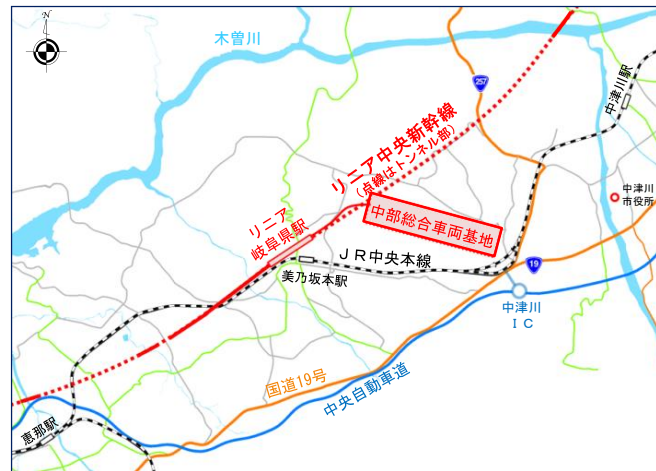 N
木曽川
257
中津川駅
リニア中央新幹線
(点線はトンネル部)
中津川
市役所
リニア
岐阜県駅
中部総合車両基地
JR中央本線
美乃坂本駅
19
中津川
IC
国道19号
中央自動車道
恵那駅